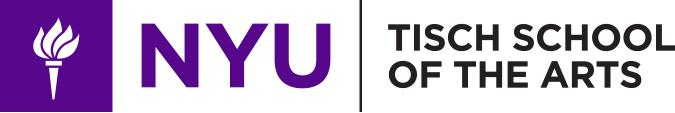 NYU
TISCH SCHOOL
OF THE ARTS